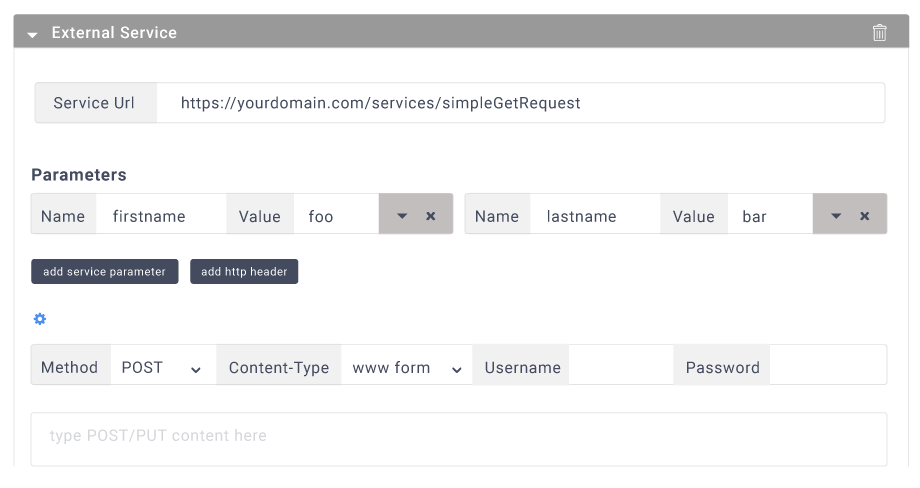 External Service
Service Url https://yourdomain.com/services/simpleGetRequest
Parameters
Name firstname Value foo Name lastname Value bar
add service parameter add http header
Method POST Content-Type www form Username Password
type POST/PUT content here